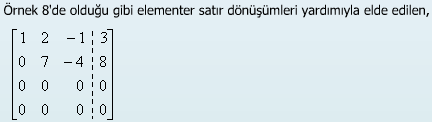 Örnek 8'de olduğu gibi elementer satır dönüşümleri yardımıyla elde edilen,
1 2 -1 3
0 7 -4 8
0 0 0 0
0 0 0 0